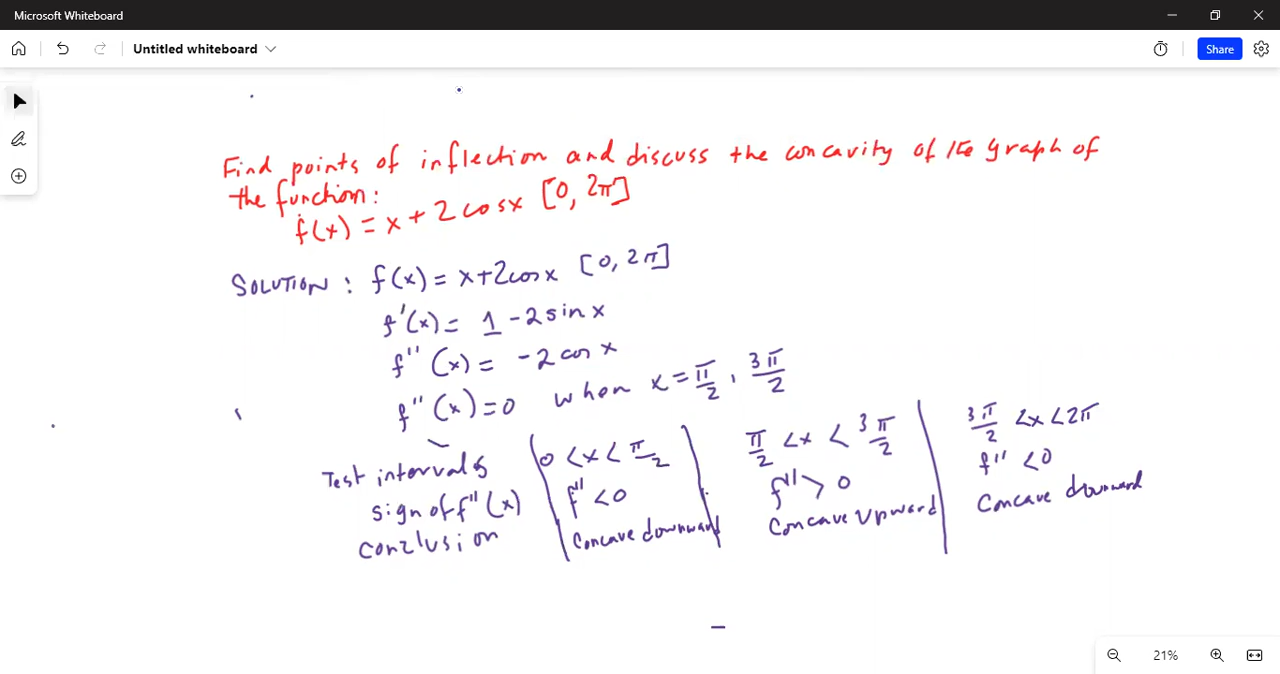 Microsoft Whiteboard
Untitled whiteboard
Share
Find points of inflection and discuss the concavity of the graph of
the function:
f(x) = x + 2 cosx [0, 2π]
SOLUTION : f(x) = x+2cosx [0, 2π]
f'(x) = 1 - 2 sin x
f''(x) = -2 cos x
f''(x) = 0 when x = π/2, 3π/2
Test intervals 0 < x < π/2 π/2 < x < 3π/2 3π/2 < x < 2π
sign of f''(x) f'' < 0 f'' > 0 f'' < 0
conclusion Concave downward Concave Upward Concave downward
21%